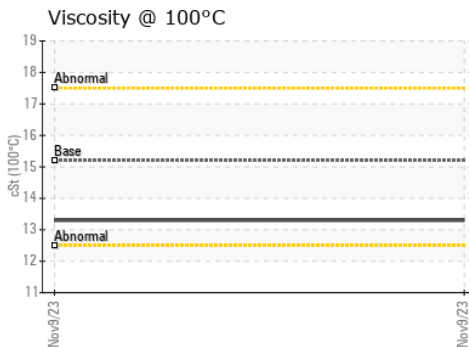 Viscosity @ 100°C
cSt (100°C)
19
18
17
16
15
14
13
12
11
Abnormal
Base
Abnormal
Nov9/23
Nov9/23